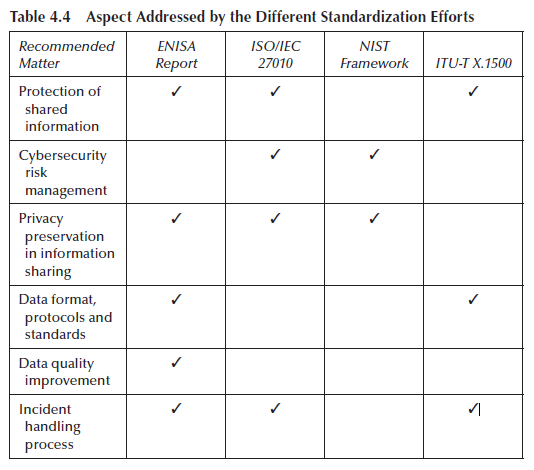 Table 4.4 Aspect Addressed by the Different Standardization Efforts
Recommended Matter ENISA Report ISO/IEC 27010 NIST Framework ITU-T X.1500
Protection of shared information ✓ ✓ ✓
Cybersecurity risk management ✓ ✓
Privacy preservation in information sharing ✓ ✓ ✓
Data format, protocols and standards ✓ ✓
Data quality improvement ✓
Incident handling process ✓ ✓ ✓